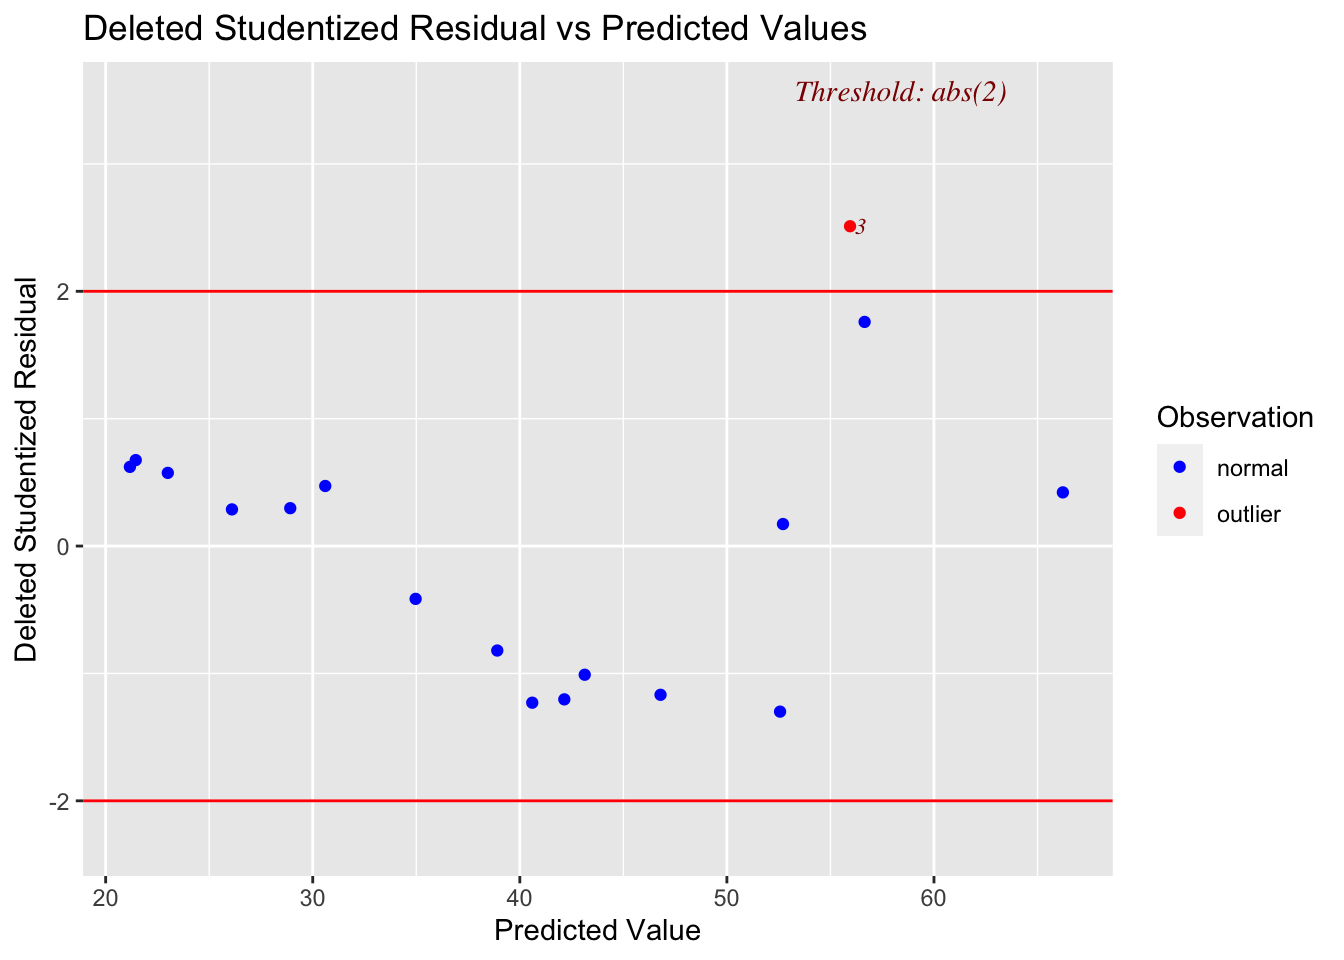 Deleted Studentized Residual vs Predicted Values
Threshold: abs(2)
3
2
0
-2
Deleted Studentized Residual
20 30 40 50 60
Predicted Value
Observation
normal
outlier